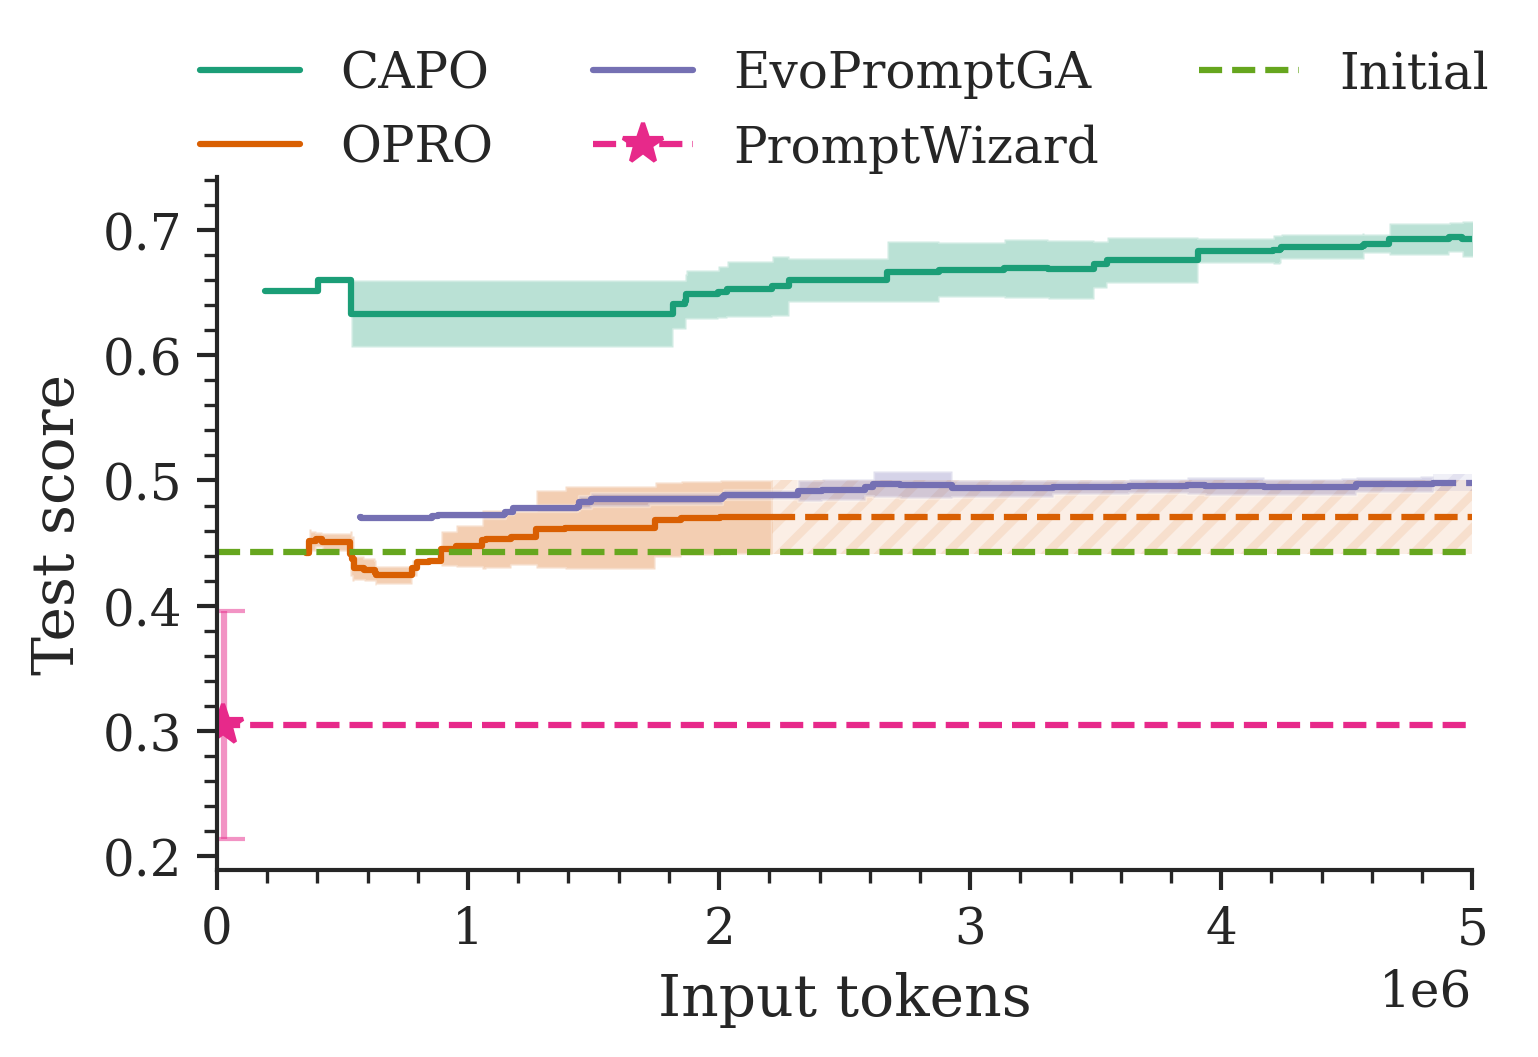 CAPO EvoPromptGA Initial
OPRO PromptWizard
0.7
0.6
0.5
0.4
0.3
0.2
Test score
0 1 2 3 4 5
Input tokens
1e6